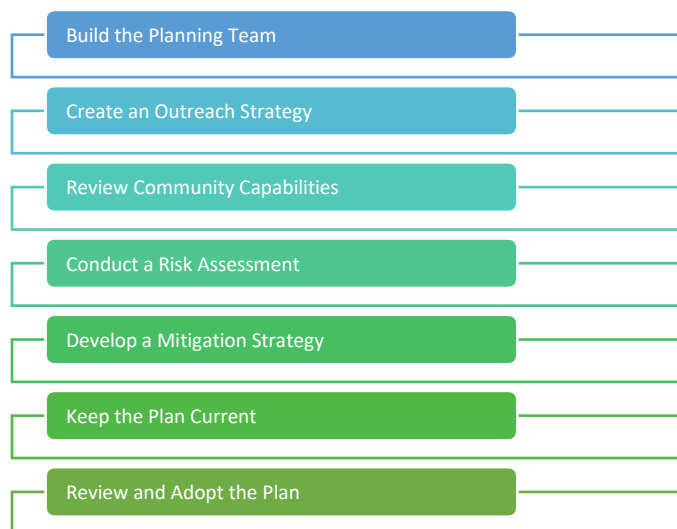 Build the Planning Team
Create an Outreach Strategy
Review Community Capabilities
Conduct a Risk Assessment
Develop a Mitigation Strategy
Keep the Plan Current
Review and Adopt the Plan